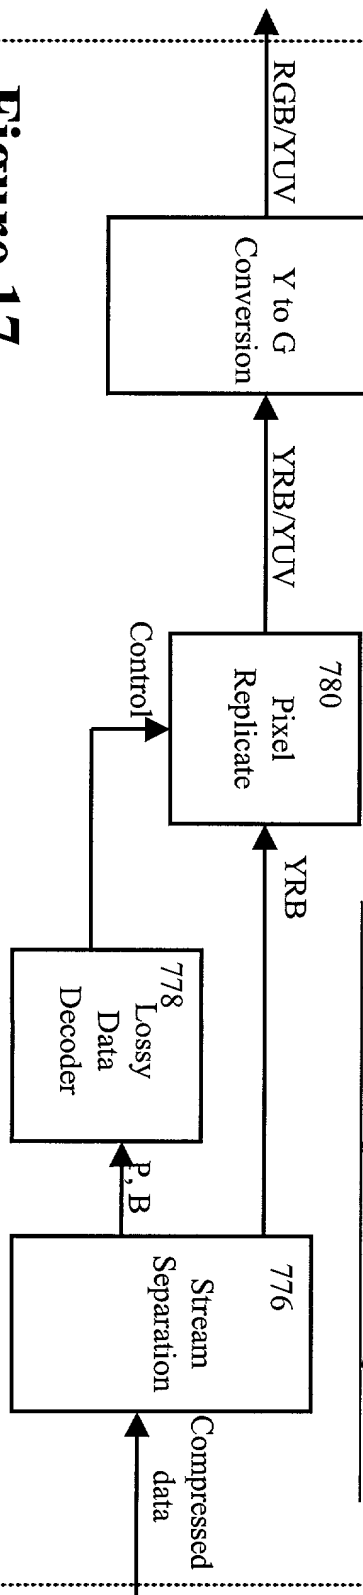 RGB/YUV
Y to G
Conversion
YRB/YUV
780
Pixel
Replicate
Control
YRB
778
Lossy
Data
Decoder
P, B
776
Stream
Separation
Compressed
data
Figure 17